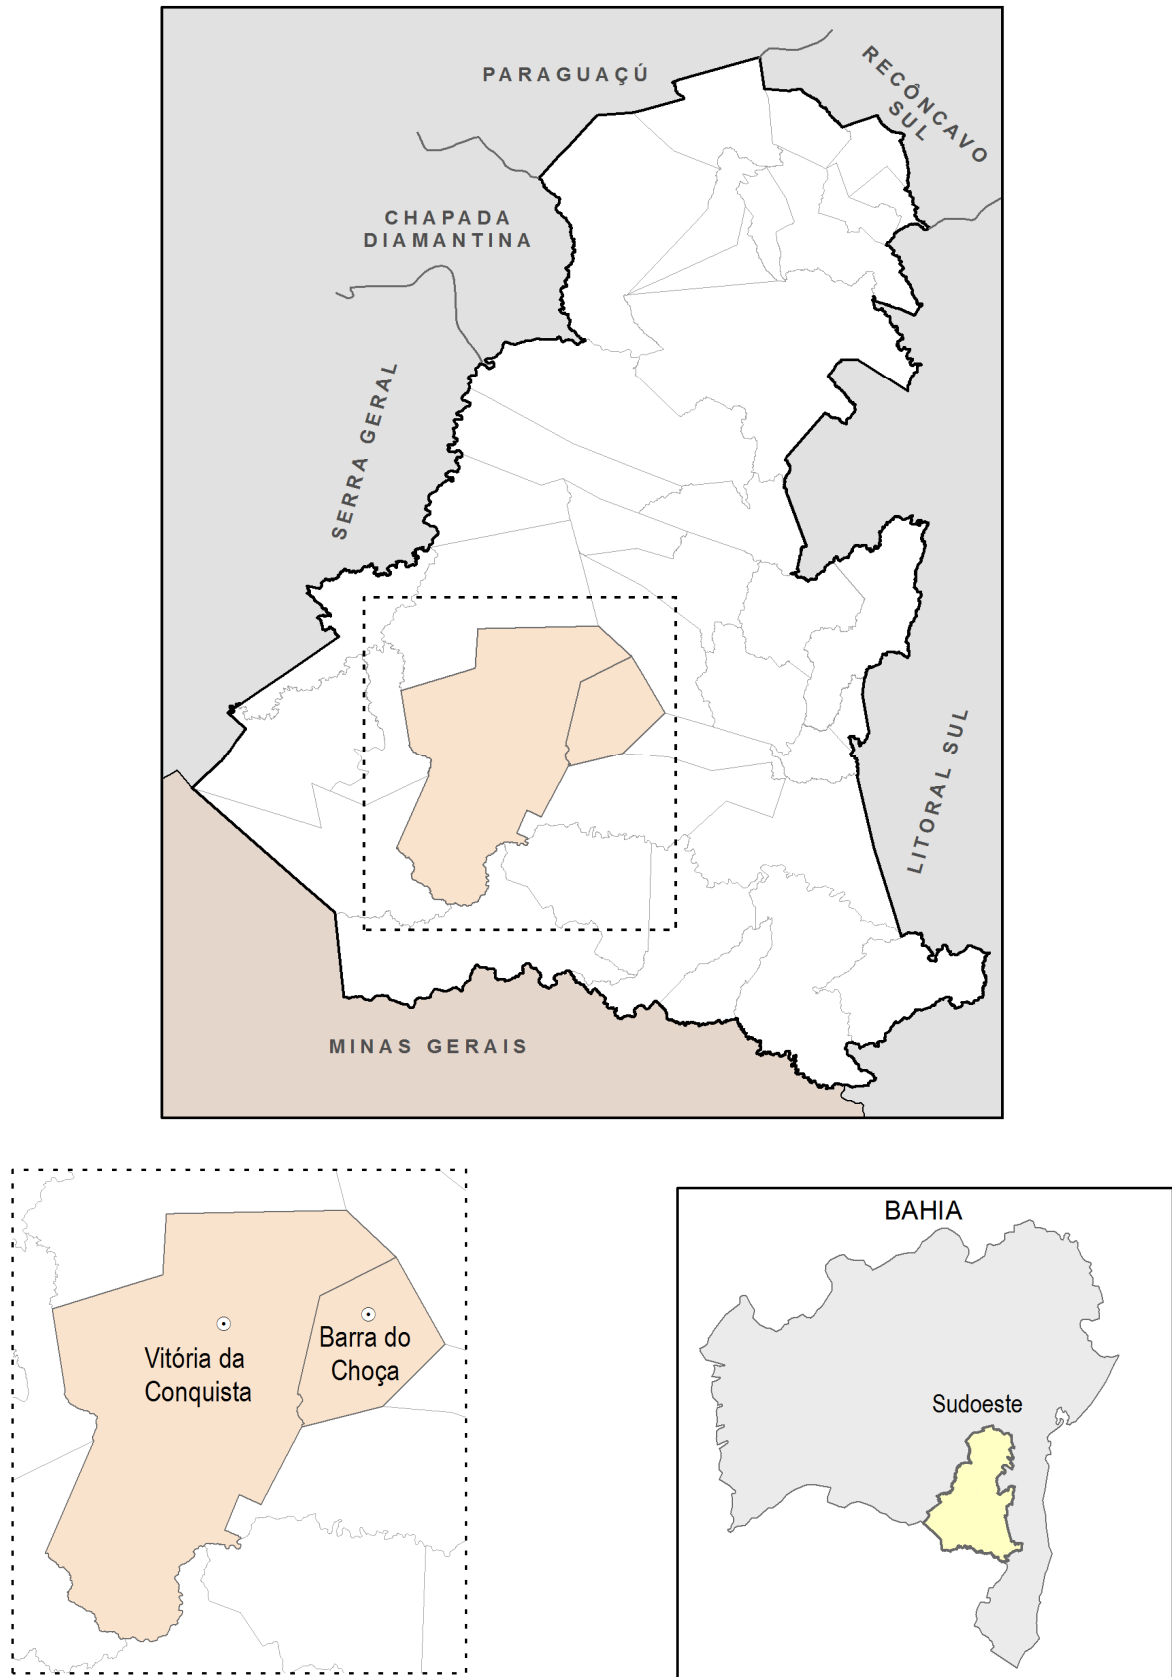 PARAGUAÇÚ
RECÔNCAVO
SUL
CHAPADA
DIAMANTINA
SERRA GERAL
LITORAL SUL
MINAS GERAIS
Vitória da
Conquista
Barra do
Choça
BAHIA
Sudoeste